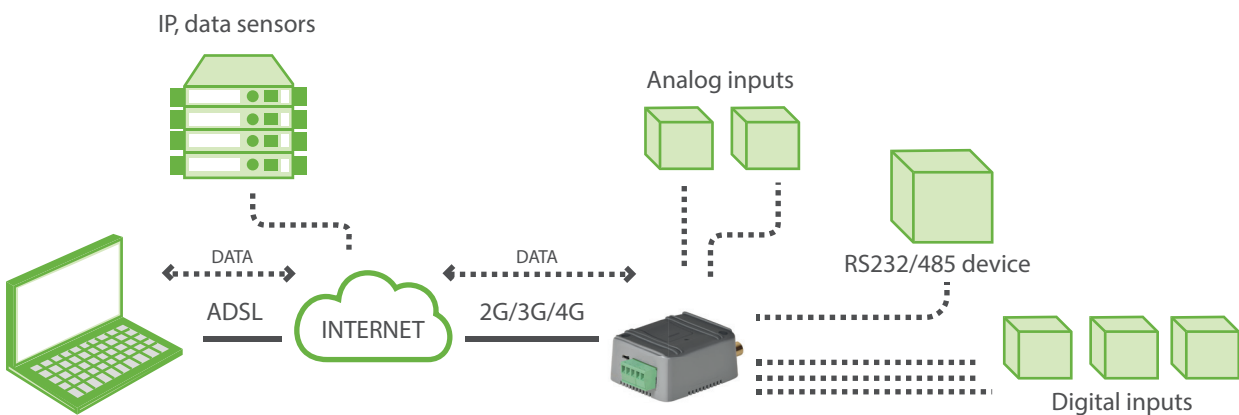 IP, data sensors
Analog inputs
DATA
DATA
RS232/485 device
ADSL
INTERNET
2G/3G/4G
Digital inputs